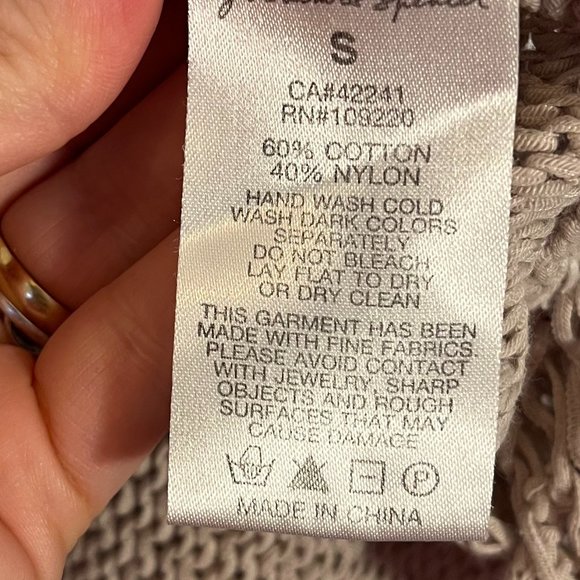 Spencer
S
CA#42241
RN#109220
60% COTTON
40% NYLON
HAND WASH COLD
WASH DARK COLORS
SEPARATELY
DO NOT BLEACH
LAY FLAT TO DRY
OR DRY CLEAN
THIS GARMENT HAS BEEN
MADE WITH FINE FABRICS.
PLEASE AVOID CONTACT
WITH JEWELRY, SHARP
OBJECTS AND ROUGH
SURFACES THAT MAY
CAUSE DAMAGE
P
MADE IN CHINA